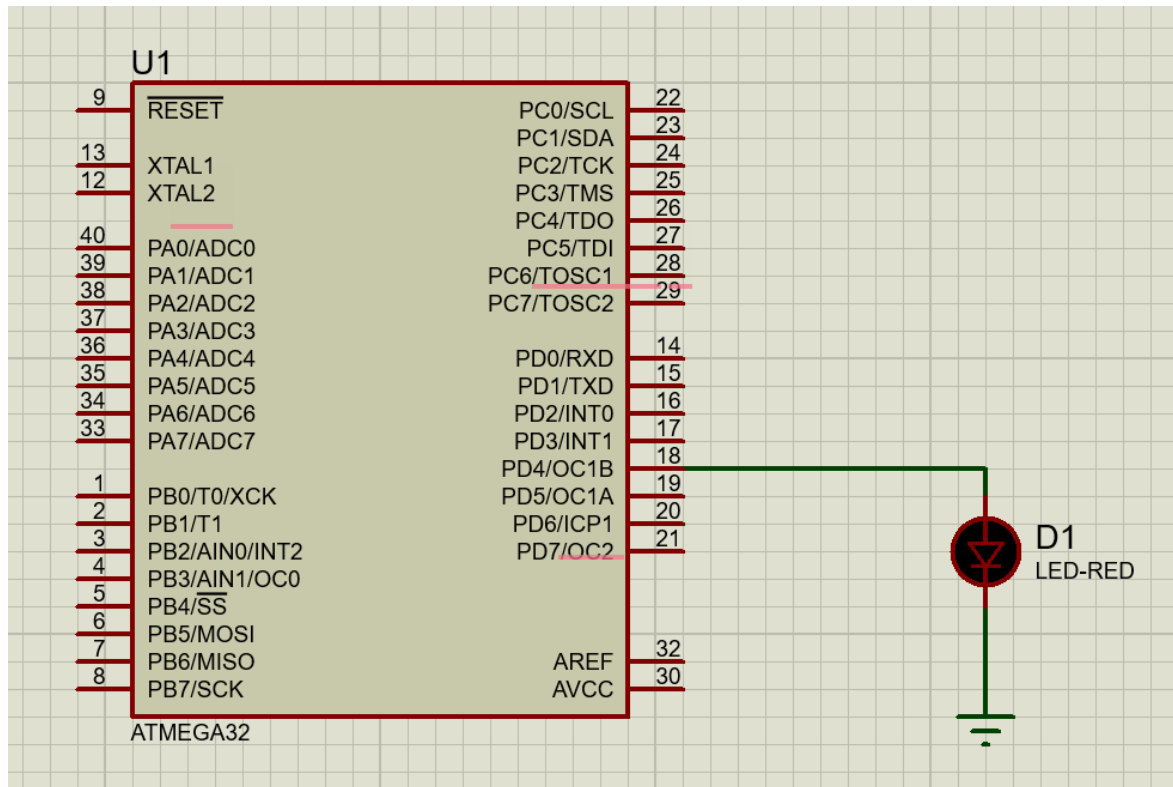 U1
9 RESET
13 XTAL1
12 XTAL2
40 PA0/ADC0
39 PA1/ADC1
38 PA2/ADC2
37 PA3/ADC3
36 PA4/ADC4
35 PA5/ADC5
34 PA6/ADC6
33 PA7/ADC7
1 PB0/T0/XCK
2 PB1/T1
3 PB2/AIN0/INT2
4 PB3/AIN1/OC0
5 PB4/SS
6 PB5/MOSI
7 PB6/MISO
8 PB7/SCK
PC0/SCL 22
PC1/SDA 23
PC2/TCK 24
PC3/TMS 25
PC4/TDO 26
PC5/TDI 27
PC6/TOSC1 28
PC7/TOSC2 29
PD0/RXD 14
PD1/TXD 15
PD2/INT0 16
PD3/INT1 17
PD4/OC1B 18
PD5/OC1A 19
PD6/ICP1 20
PD7/OC2 21
AREF 32
AVCC 30
ATMEGA32
D1
LED-RED